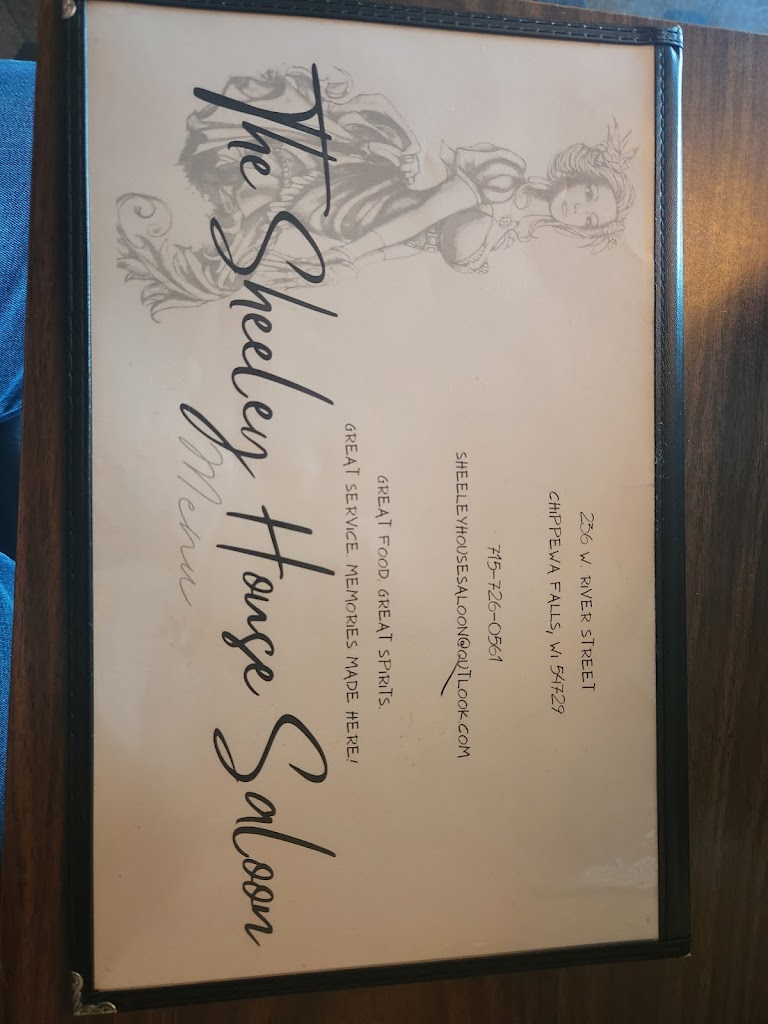 236 W. RIVER STREET
CHIPPEWA FALLS, WI 54729
715-726-0561
SHEELEYHOUSESALOON@OUTLOOK.COM
GREAT FOOD. GREAT SPIRITS.
GREAT SERVICE. MEMORIES MADE HERE!
The Sheeley House Saloon
Menu